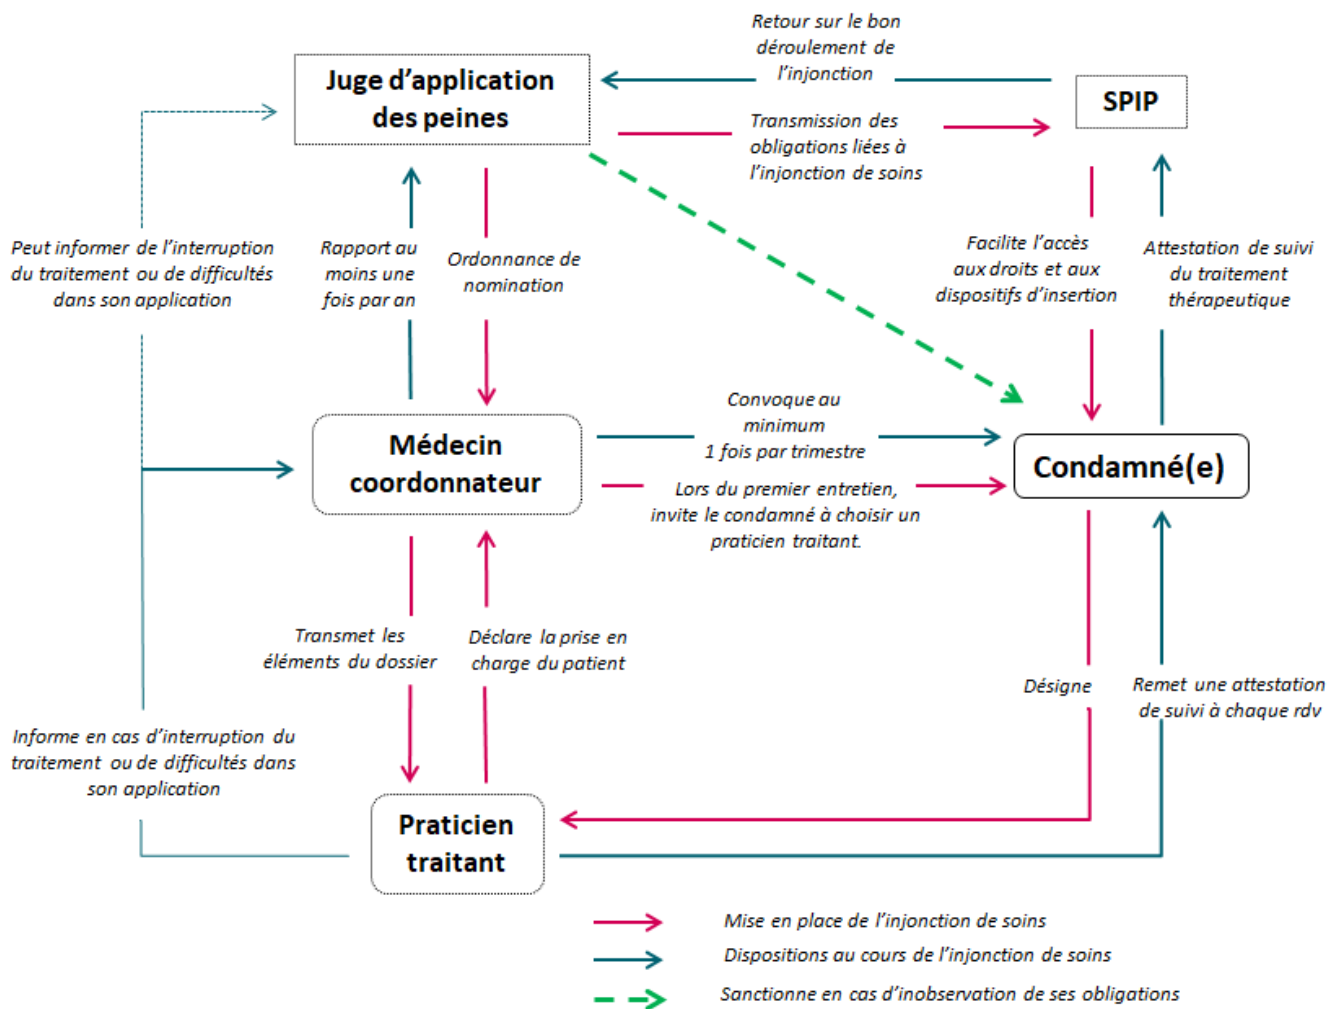 Retour sur le bon
déroulement de
l’injonction
Juge d’application
des peines
SPIP
Transmission des
obligations liées à
l’injonction de soins
Peut informer de l’interruption
du traitement ou de difficultés
dans son application
Rapport au
moins une
fois par an
Ordonnance de
nomination
Facilite l’accès
aux droits et aux
dispositifs d’insertion
Attestation de suivi
du traitement
thérapeutique
Convoque au
minimum
1 fois par trimestre
Médecin
coordonnateur
Condamné(e)
Lors du premier entretien,
invite le condamné à choisir un
praticien traitant.
Transmet les
éléments du dossier
Déclare la prise en
charge du patient
Désigne
Remet une attestation
de suivi à chaque rdv
Informe en cas d’interruption du
traitement ou de difficultés dans
son application
Praticien
traitant
Mise en place de l’injonction de soins
Dispositions au cours de l’injonction de soins
Sanctionne en cas d’inobservation de ses obligations